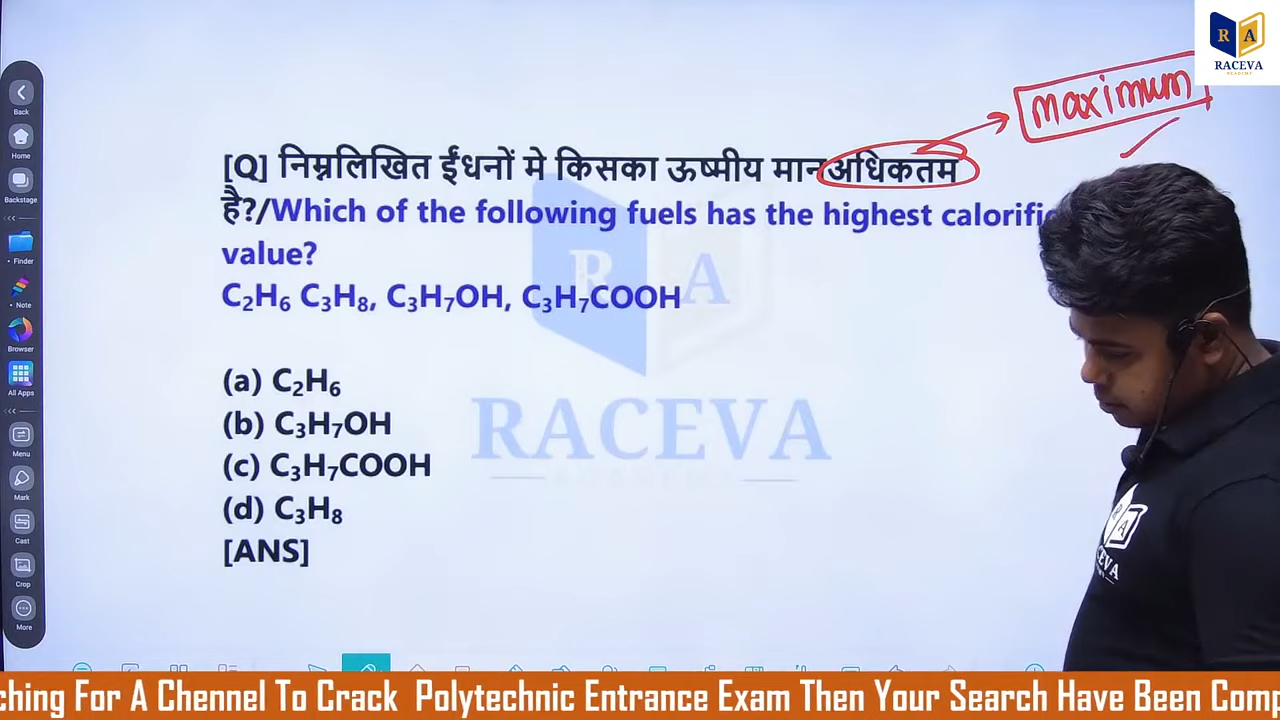 RA
RACEVA
ACADEMY
maximum
Back
Home
Backstage
Finder
Note
Browser
All Apps
Menu
Mark
Cast
Crop
More
[Q] निम्नलिखित ईंधनों मे किसका ऊष्मीय मान अधिकतम
है?/Which of the following fuels has the highest calorific
value?
C₂H₆ C₃H₈, C₃H₇OH, C₃H₇COOH
(a) C₂H₆
(b) C₃H₇OH
(c) C₃H₇COOH
(d) C₃H₈
[ANS]
R A
RACEVA
RA
ching For A Chennel To Crack Polytechnic Entrance Exam Then Your Search Have Been Comp